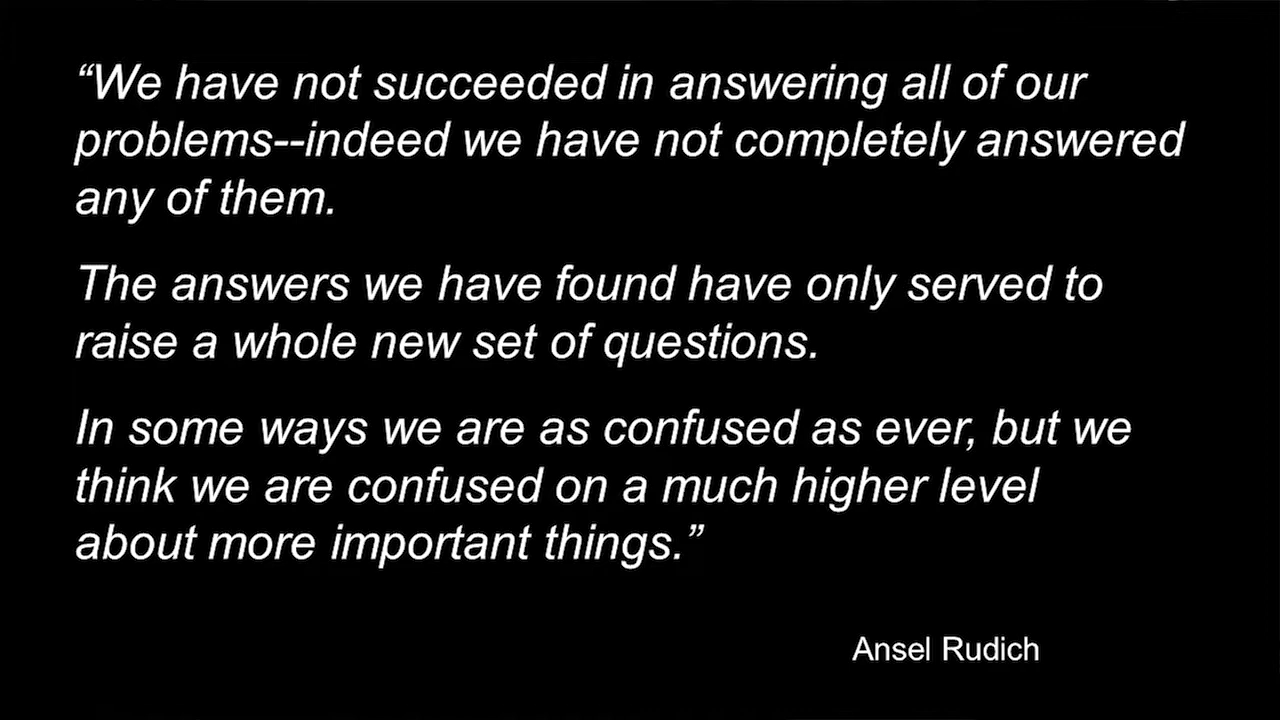 “We have not succeeded in answering all of our
problems--indeed we have not completely answered
any of them.
The answers we have found have only served to
raise a whole new set of questions.
In some ways we are as confused as ever, but we
think we are confused on a much higher level
about more important things.”
Ansel Rudich